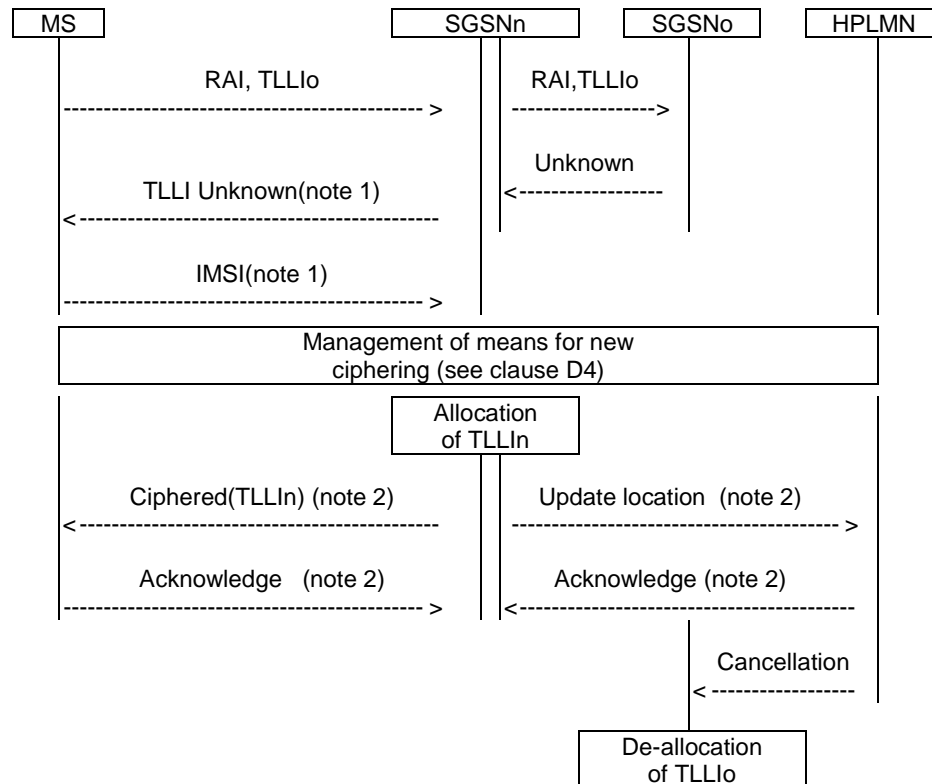 MS SGSNn SGSNo HPLMN
RAI, TLLIo RAI,TLLIo
Unknown
TLLI Unknown(note 1)
IMSI(note 1)
Management of means for new
ciphering (see clause D4)
Allocation
of TLLIn
Ciphered(TLLIn) (note 2) Update location (note 2)
Acknowledge (note 2) Acknowledge (note 2)
Cancellation
De-allocation
of TLLIo